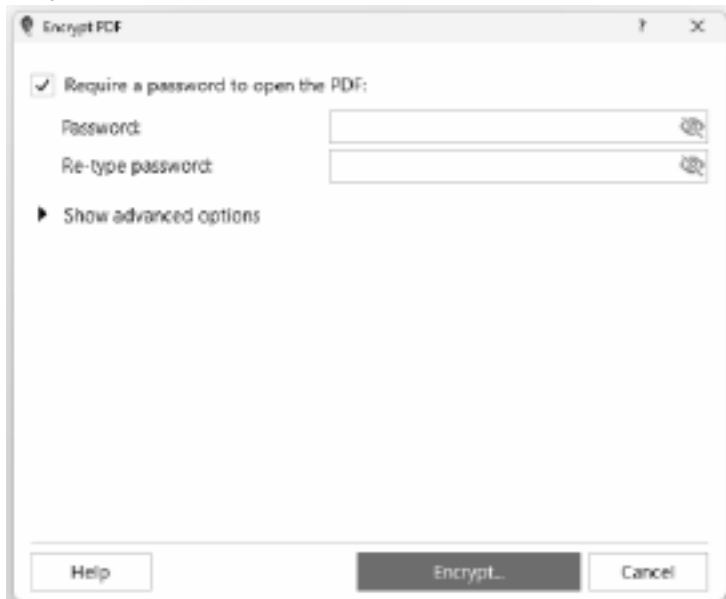 Encrypt PDF
Require a password to open the PDF:
Password:
Re-type password:
Show advanced options
Help Encrypt... Cancel